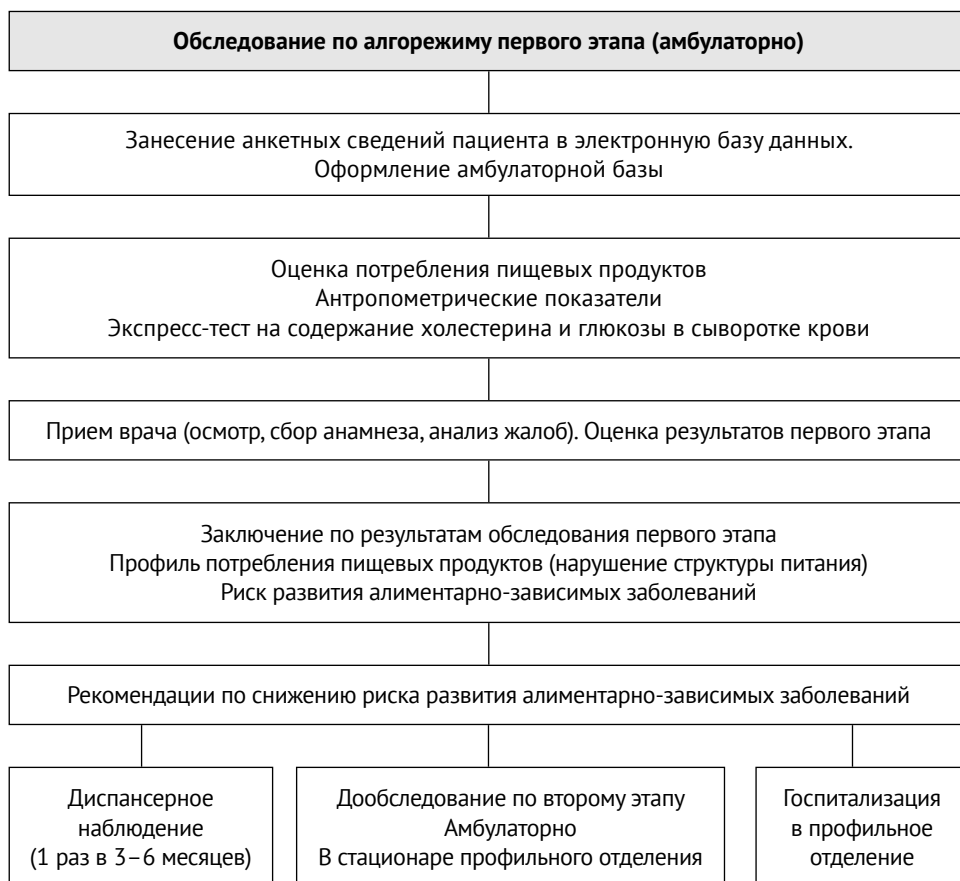 Обследование по алгорежиму первого этапа (амбулаторно)
Занесение анкетных сведений пациента в электронную базу данных.
Оформление амбулаторной базы
Оценка потребления пищевых продуктов
Антропометрические показатели
Экспресс-тест на содержание холестерина и глюкозы в сыворотке крови
Прием врача (осмотр, сбор анамнеза, анализ жалоб). Оценка результатов первого этапа
Заключение по результатам обследования первого этапа
Профиль потребления пищевых продуктов (нарушение структуры питания)
Риск развития алиментарно-зависимых заболеваний
Рекомендации по снижению риска развития алиментарно-зависимых заболеваний
Диспансерное
наблюдение
(1 раз в 3–6 месяцев)
Дообследование по второму этапу
Амбулаторно
В стационаре профильного отделения
Госпитализация
в профильное
отделение